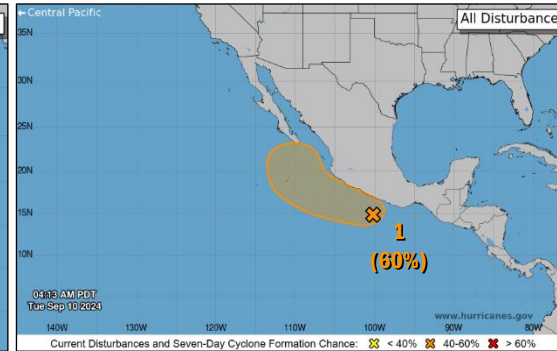 ←Central Pacific
All Disturbance
35N
30N
25N
20N
15N
10N
1
(60%)
04:13 AM PDT
Tue Sep 10 2024
www.hurricanes.gov
140W 130W 120W 110W 100W 90W 80W
Current Disturbances and Seven-Day Cyclone Formation Chance: < 40% 40-60% > 60%